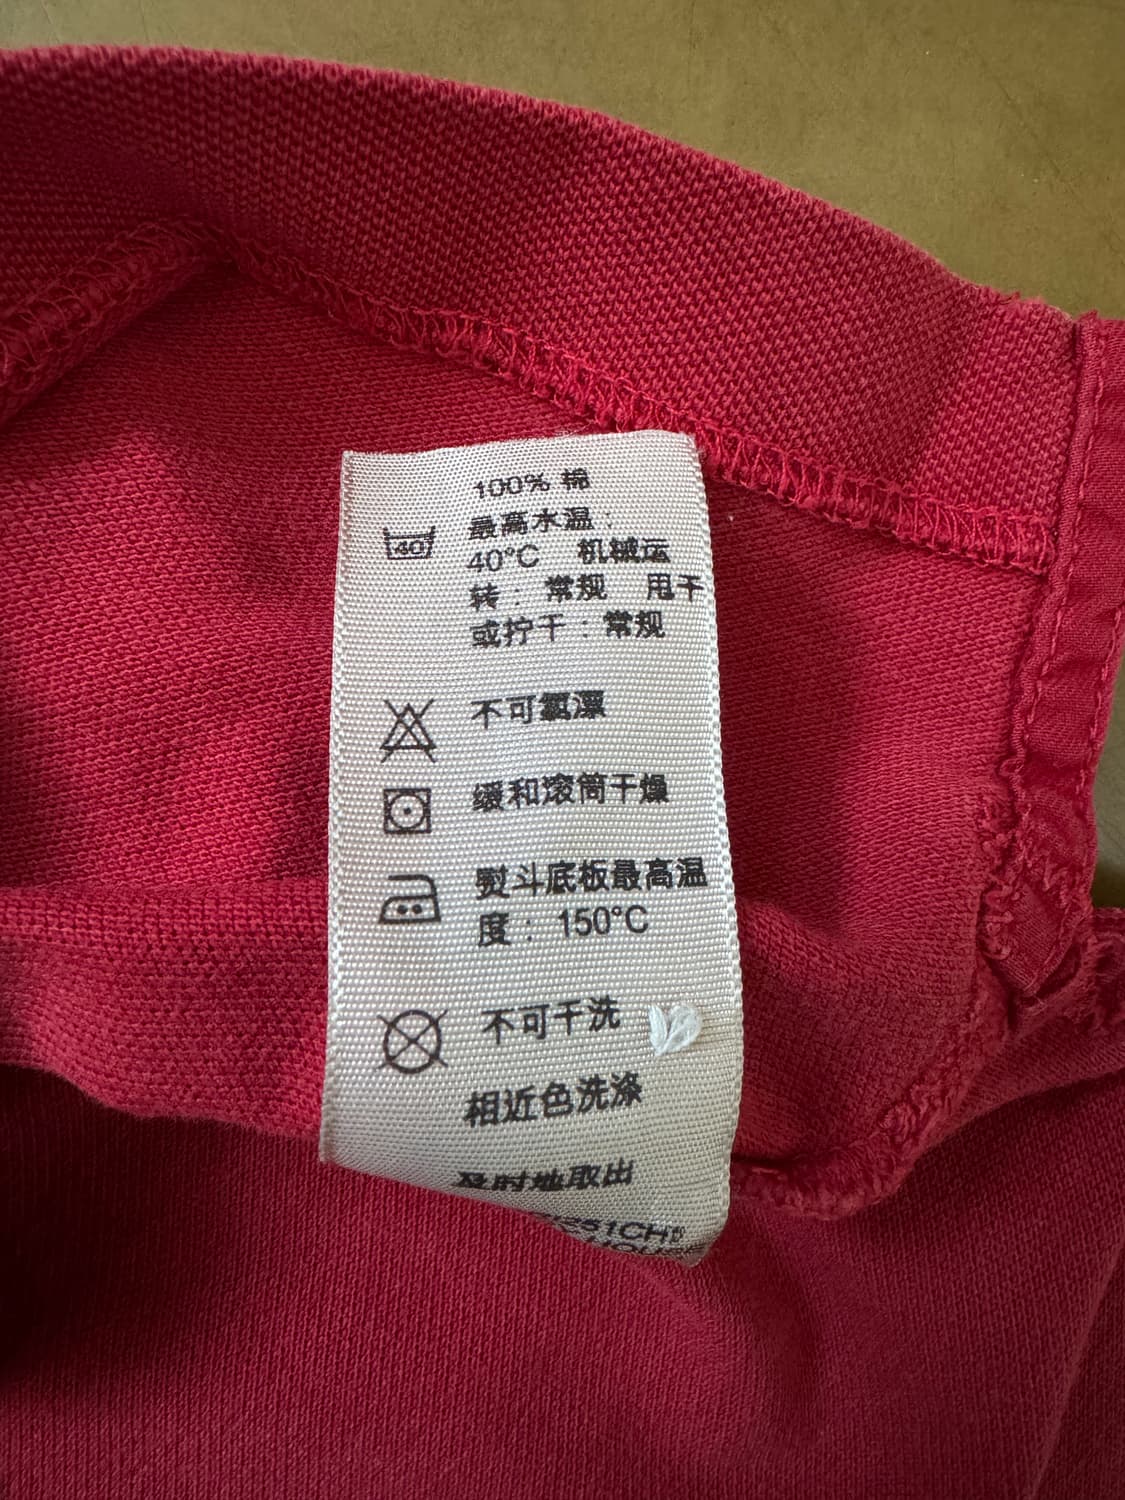 100% 棉
最高水温：
40
40°C 机械运
转：常规 甩干
或拧干：常规
不可氯漂
缓和滚筒干燥
熨斗底板最高温
度：150°C
不可干洗
相近色洗涤
及时地取出